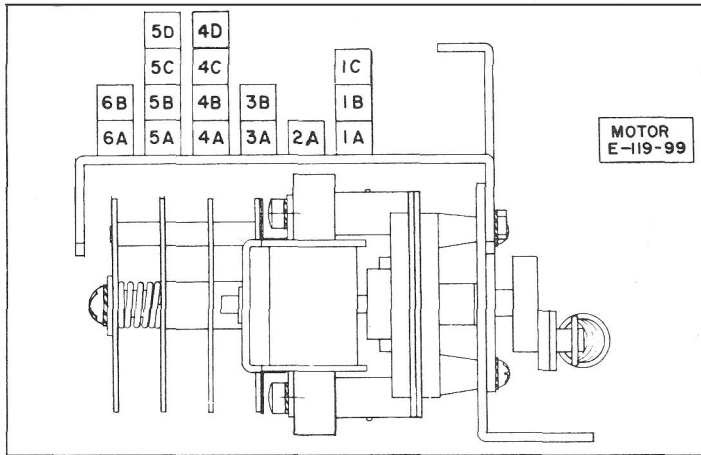 5D 4D
5C 4C 1C
6B 5B 4B 3B 1B
6A 5A 4A 3A 2A 1A
MOTOR
E-119-99